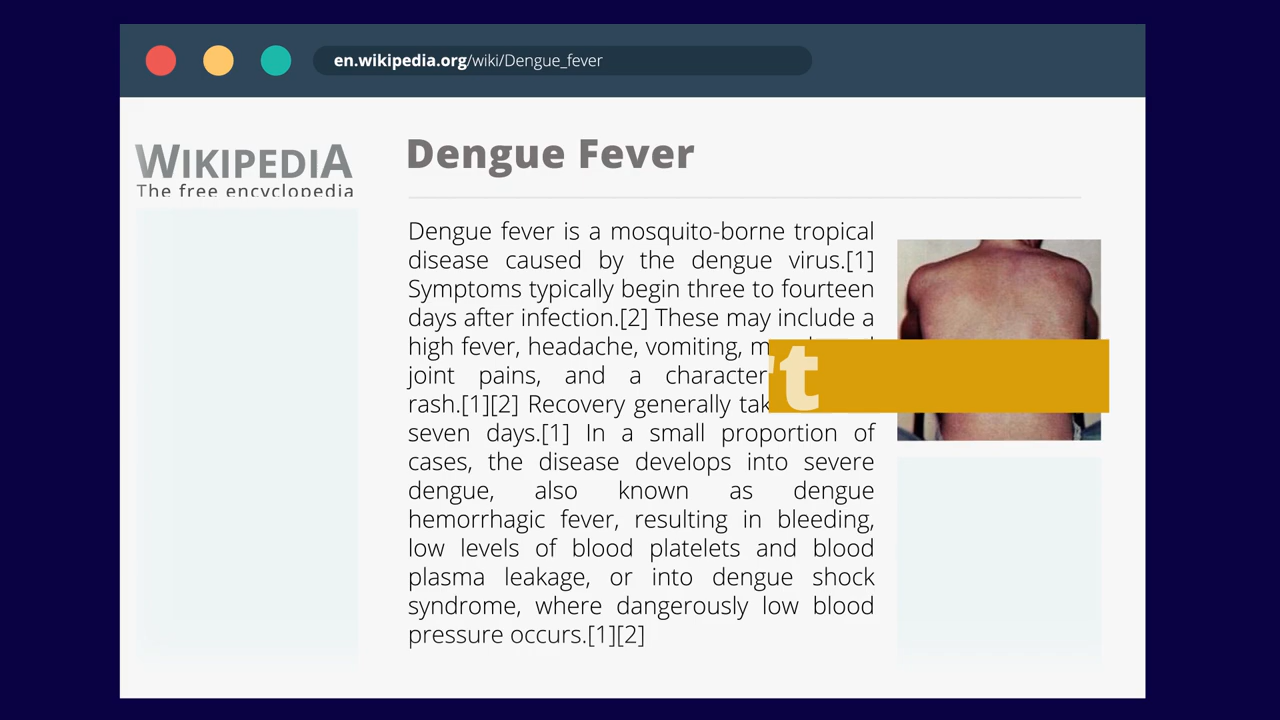 en.wikipedia.org/wiki/Dengue_fever
WIKIPEDIA
The free encyclopedia
Dengue Fever
Dengue fever is a mosquito-borne tropical
disease caused by the dengue virus.[1]
Symptoms typically begin three to fourteen
days after infection.[2] These may include a
high fever, headache, vomiting,
joint pains, and a
rash.[1][2] Recovery generally
seven days.[1] In a small proportion of
cases, the disease develops into severe
dengue, also known as dengue
hemorrhagic fever, resulting in bleeding,
low levels of blood platelets and blood
plasma leakage, or into dengue shock
syndrome, where dangerously low blood
pressure occurs.[1][2]
't